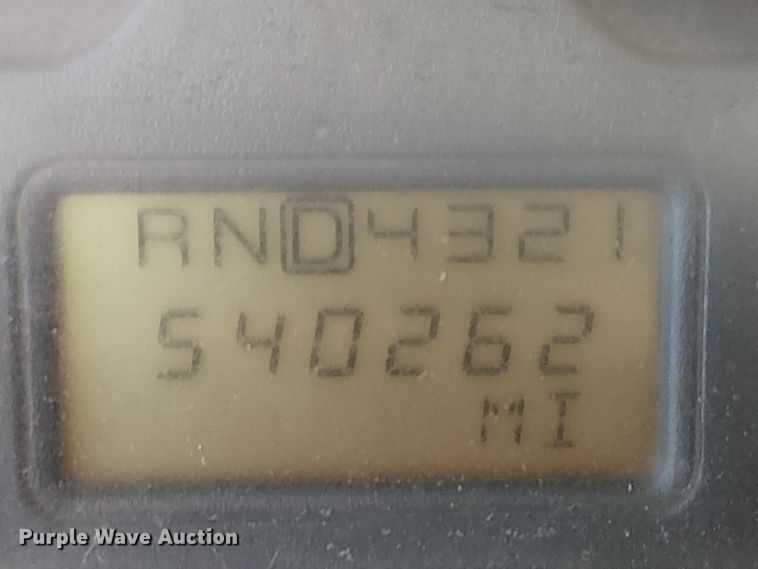 RND4321
540262
MI
Purple Wave Auction